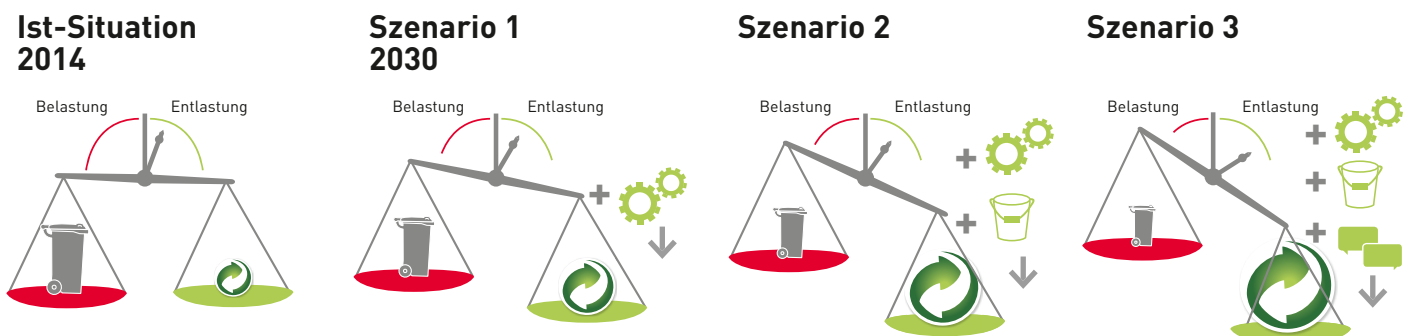 Ist-Situation
2014
Belastung
Entlastung
Szenario 1
2030
Belastung
Entlastung
Szenario 2
Belastung
Entlastung
Szenario 3
Belastung
Entlastung